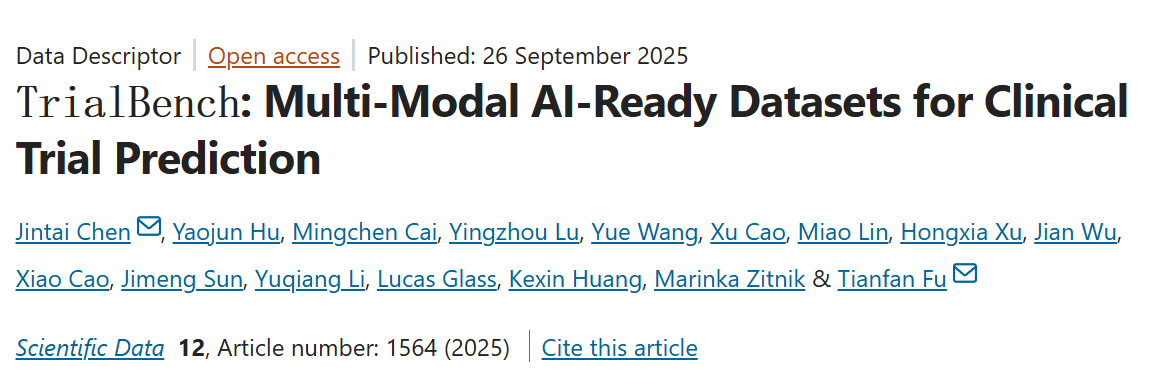 Data Descriptor Open access Published: 26 September 2025
TrialBench: Multi-Modal AI-Ready Datasets for Clinical
Trial Prediction
Jintai Chen, Yaojun Hu, Mingchen Cai, Yingzhou Lu, Yue Wang, Xu Cao, Miao Lin, Hongxia Xu, Jian Wu,
Xiao Cao, Jimeng Sun, Yuqiang Li, Lucas Glass, Kexin Huang, Marinka Zitnik & Tianfan Fu
Scientific Data 12, Article number: 1564 (2025) Cite this article